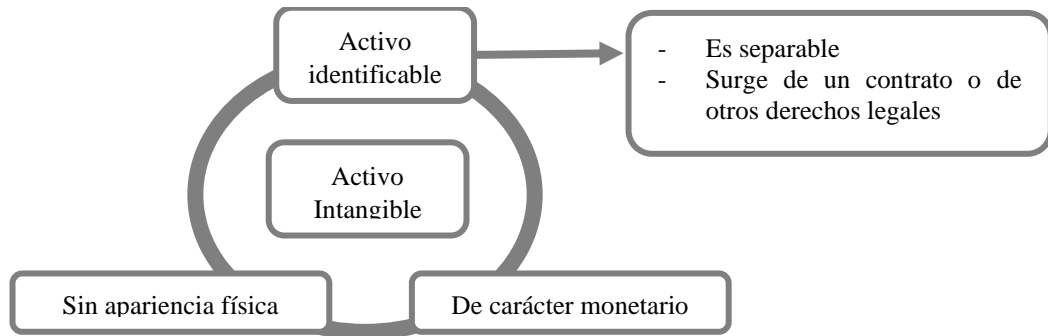 Activo
identificable
- Es separable
- Surge de un contrato o de
otros derechos legales
Activo
Intangible
Sin apariencia física
De carácter monetario